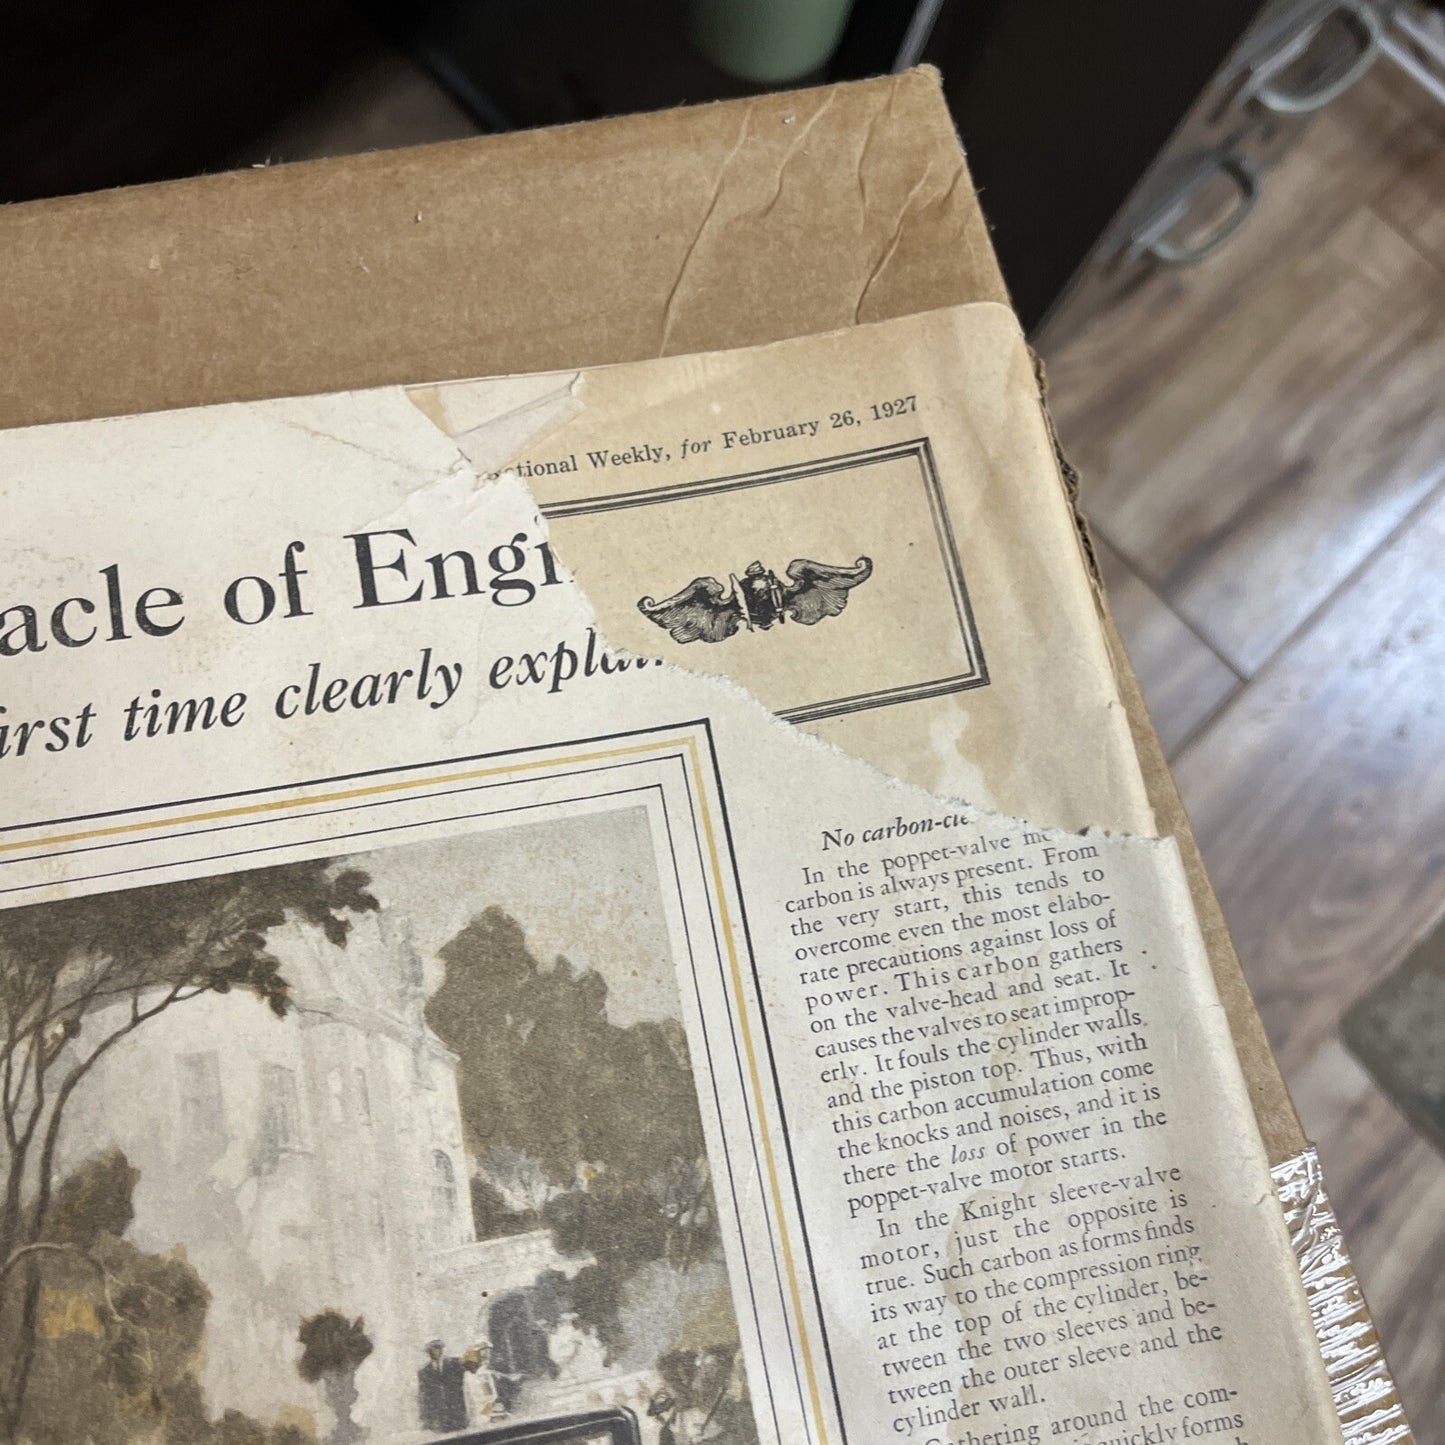 tional Weekly, for February 26, 1927
acle of Engi
irst time clearly explai
No carbon-cle
In the poppet-valve mo
carbon is always present. From
the very start, this tends to
overcome even the most elabo-
rate precautions against loss of
power. This carbon gathers
on the valve-head and seat. It
causes the valves to seat improp-
erly. It fouls the cylinder walls
and the piston top. Thus, with
this carbon accumulation come
the knocks and noises, and it is
there the loss of power in the
poppet-valve motor starts.
In the Knight sleeve-valve
motor, just the opposite is
true. Such carbon as forms finds
its way to the compression ring
at the top of the cylinder, be-
tween the two sleeves and be-
tween the outer sleeve and the
cylinder wall.
Gathering around the com-
quickly forms